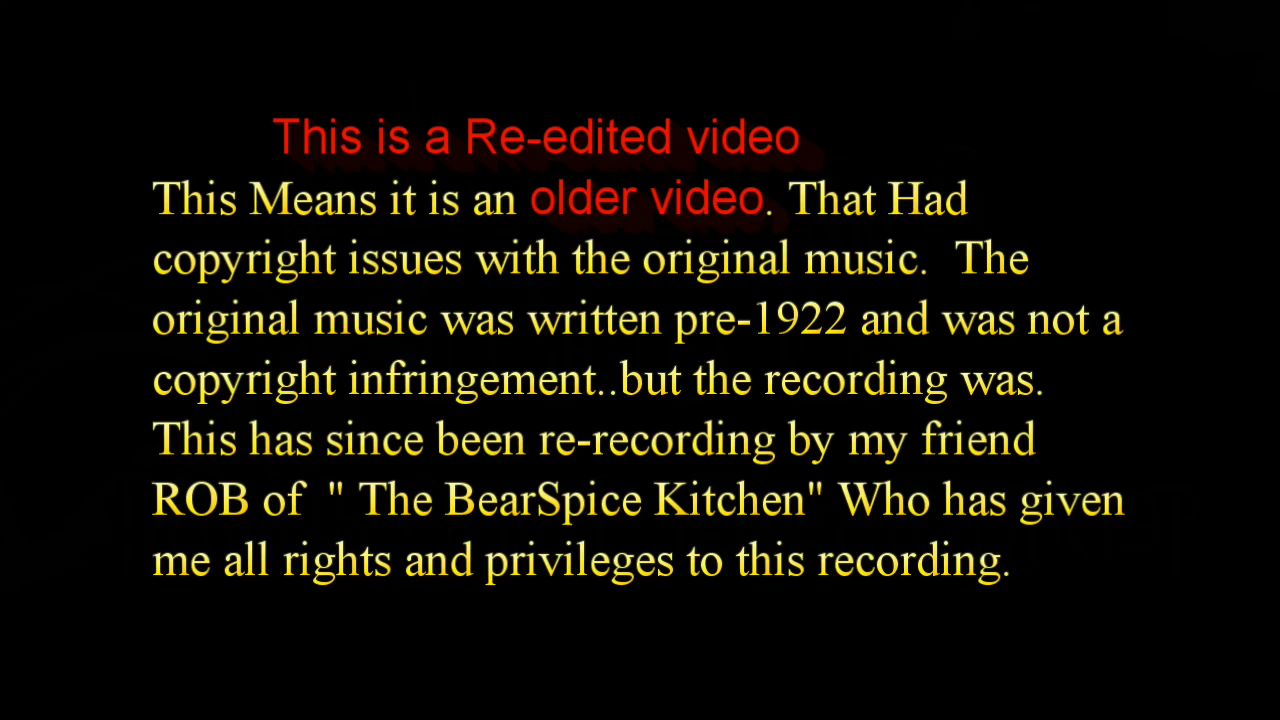 This is a Re-edited video
This Means it is an older video. That Had
copyright issues with the original music.  The
original music was written pre-1922 and was not a
copyright infringement..but the recording was.
This has since been re-recording by my friend
ROB of  " The BearSpice Kitchen" Who has given
me all rights and privileges to this recording.